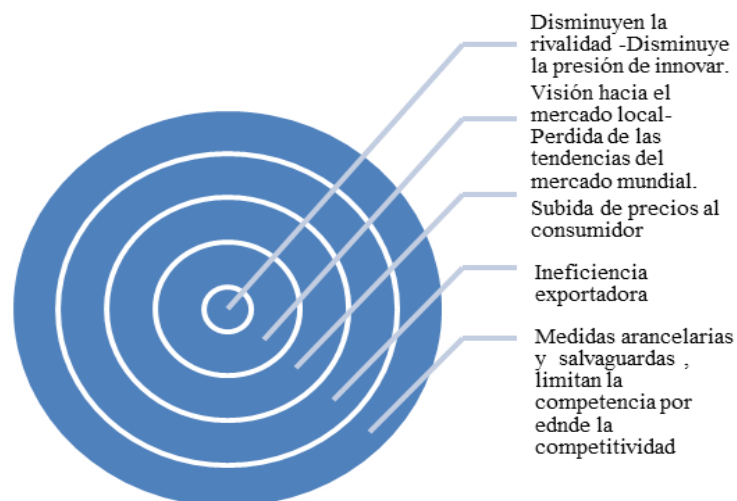 Disminuyen la
rivalidad -Disminuye
la presión de innovar.
Visión hacia el
mercado local-
Perdida de las
tendencias del
mercado mundial.
Subida de precios al
consumidor
Ineficiencia
exportadora
Medidas arancelarias
y salvaguardas ,
limitan la
competencia por
ednde la
competitividad